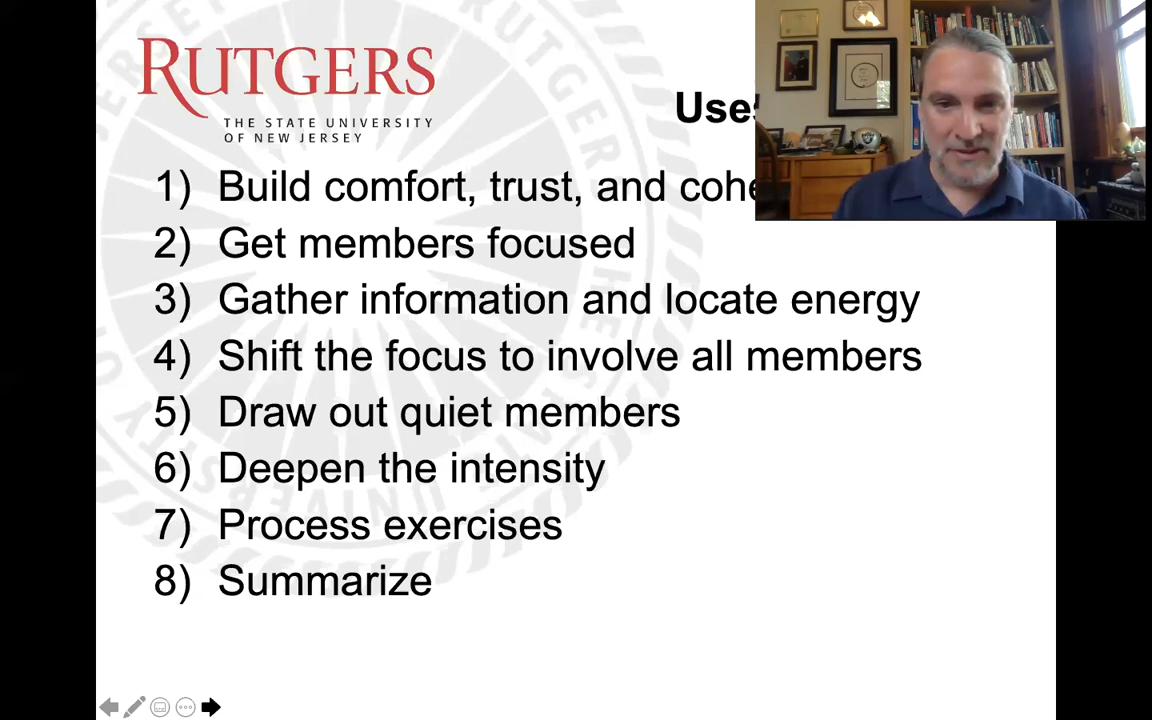 RUTGERS
THE STATE UNIVERSITY
OF NEW JERSEY
1) Build comfort, trust, and
2) Get members focused
3) Gather information and locate energy
4) Shift the focus to involve all members
5) Draw out quiet members
6) Deepen the intensity
7) Process exercises
8) Summarize